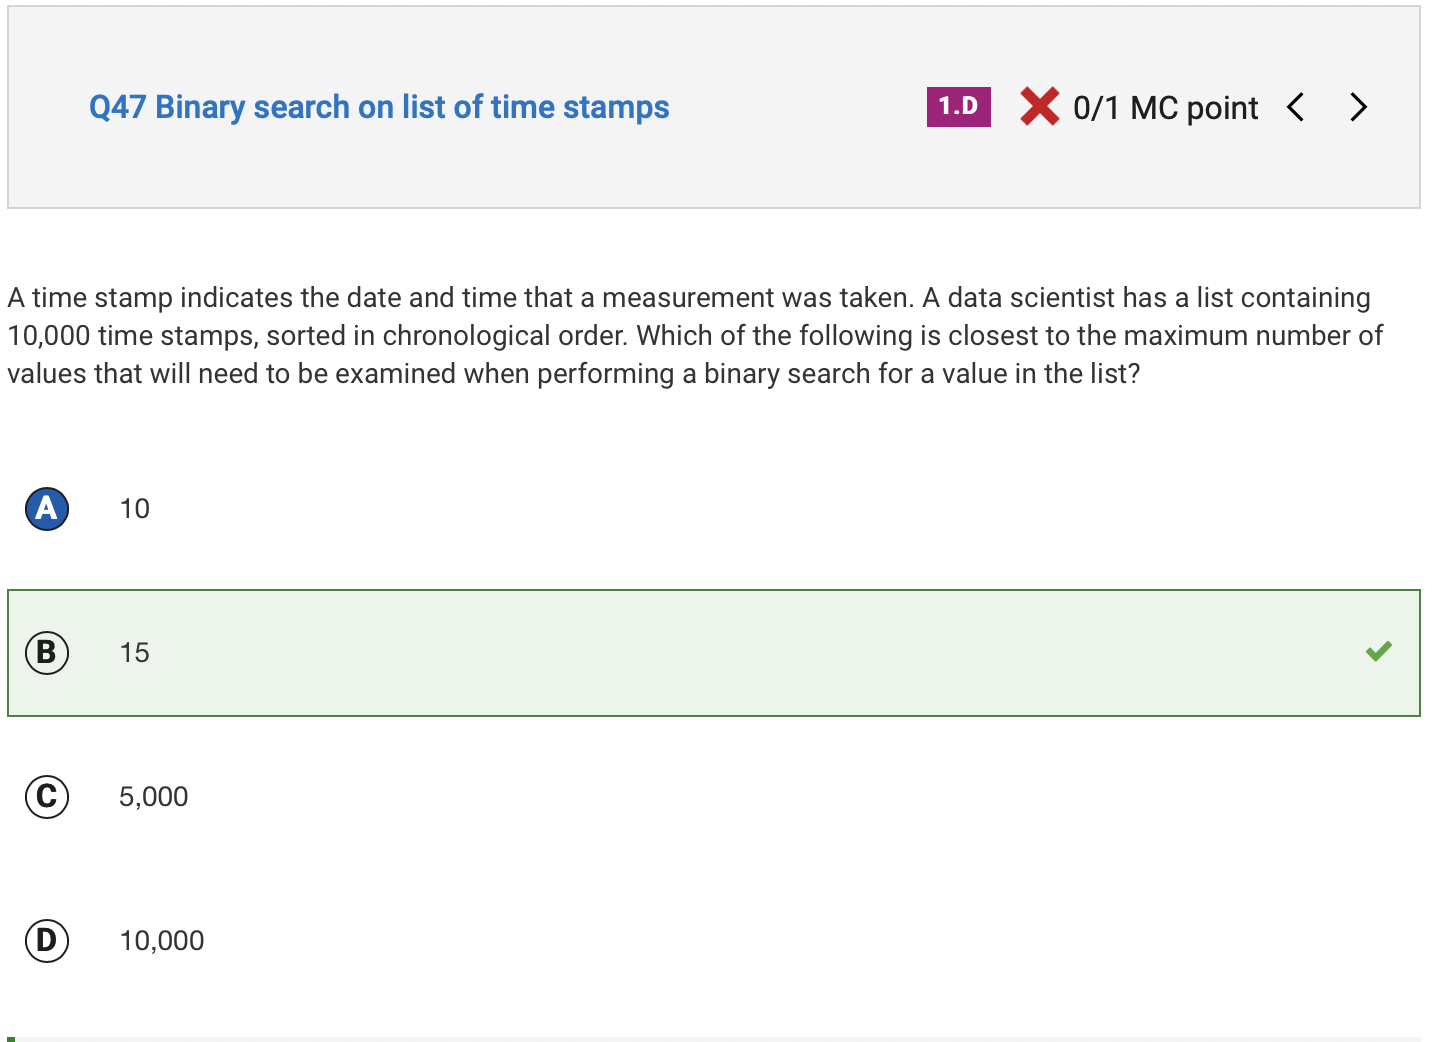 Q47 Binary search on list of time stamps 1.D 0/1 MC point
A time stamp indicates the date and time that a measurement was taken. A data scientist has a list containing
10,000 time stamps, sorted in chronological order. Which of the following is closest to the maximum number of
values that will need to be examined when performing a binary search for a value in the list?
A 10
B 15
C 5,000
D 10,000